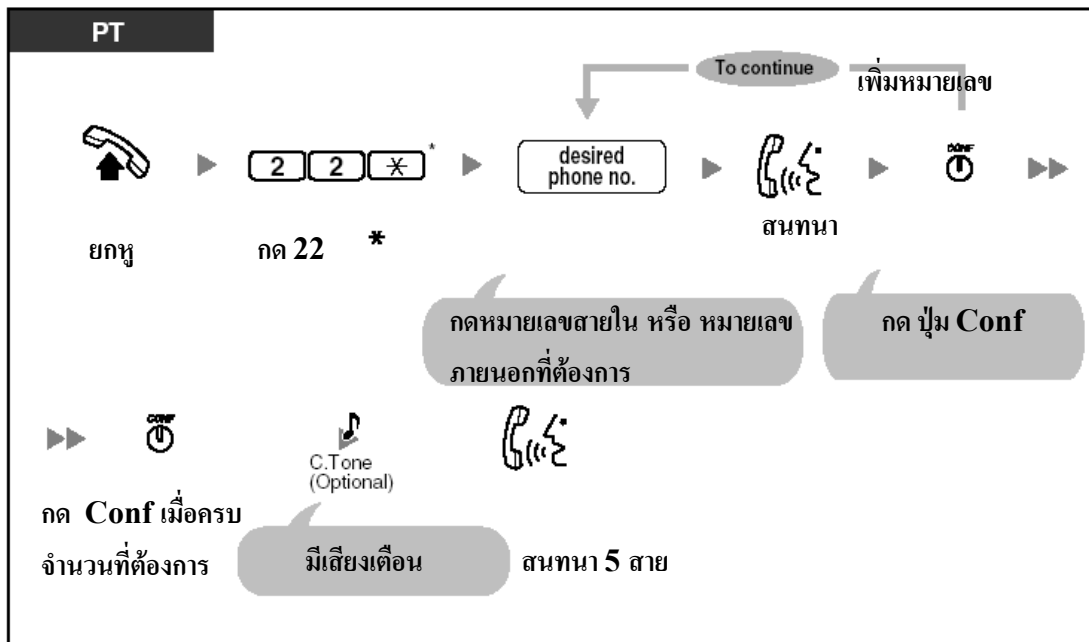 PT
To continue
เพิ่มหมายเลข
2 2 *
desired
phone no.
CONF
ยกหู
กด 22 *
สนทนา
กดหมายเลขสายใน หรือ หมายเลข
ภายนอกที่ต้องการ
กด ปุ่ม Conf
CONF
C.Tone
(Optional)
กด Conf เมื่อครบ
จำนวนที่ต้องการ
มีเสียงเตือน
สนทนา 5 สาย